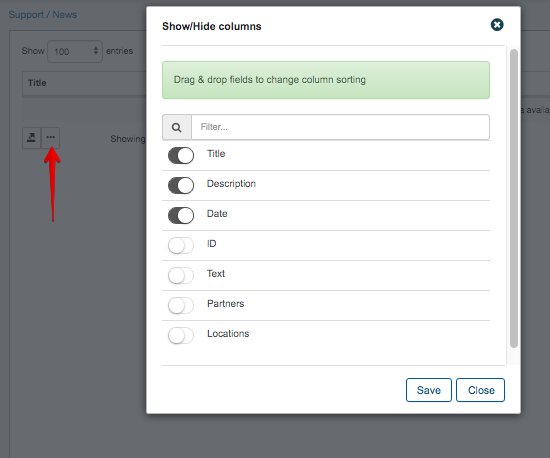 Support / News
Show 100 entries
Title
availa
Showing
Show/Hide columns
Drag & drop fields to change column sorting
Filter...
Title
Description
Date
ID
Text
Partners
Locations
Save Close